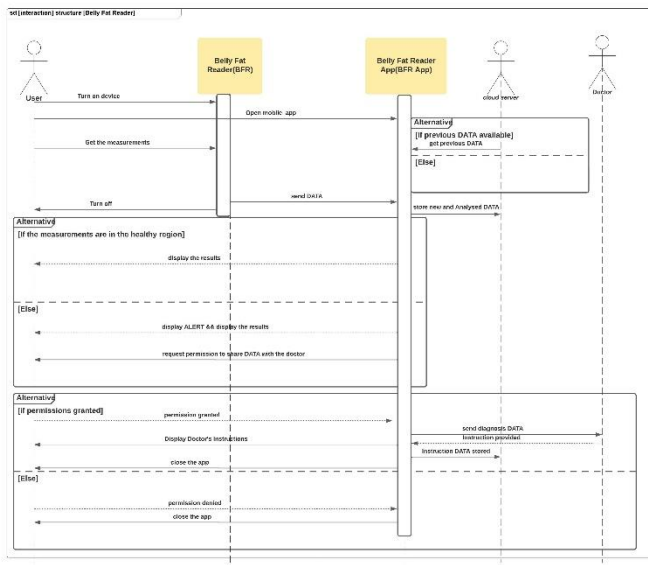 sd [interaction] structure [Belly Fat Reader]
Belly Fat
Reader(BFR)
Belly Fat Reader
App(BFR App)
User
cloud server
Doctor
Turn on device
Open mobile app
Alternative
[If previous DATA available]
get previous DATA
Get the measurements
[Else]
send DATA
Turn off
store new and Analysed DATA
Alternative
[If the measurements are in the healthy region]
display the results
[Else]
display ALERT && display the results
request permission to share DATA with the doctor
Alternative
[if permissions granted]
permission granted
send diagnosis DATA
Instruction provided
Display Doctor's Instructions
Instruction DATA stored
close the app
[Else]
permission denied
close the app